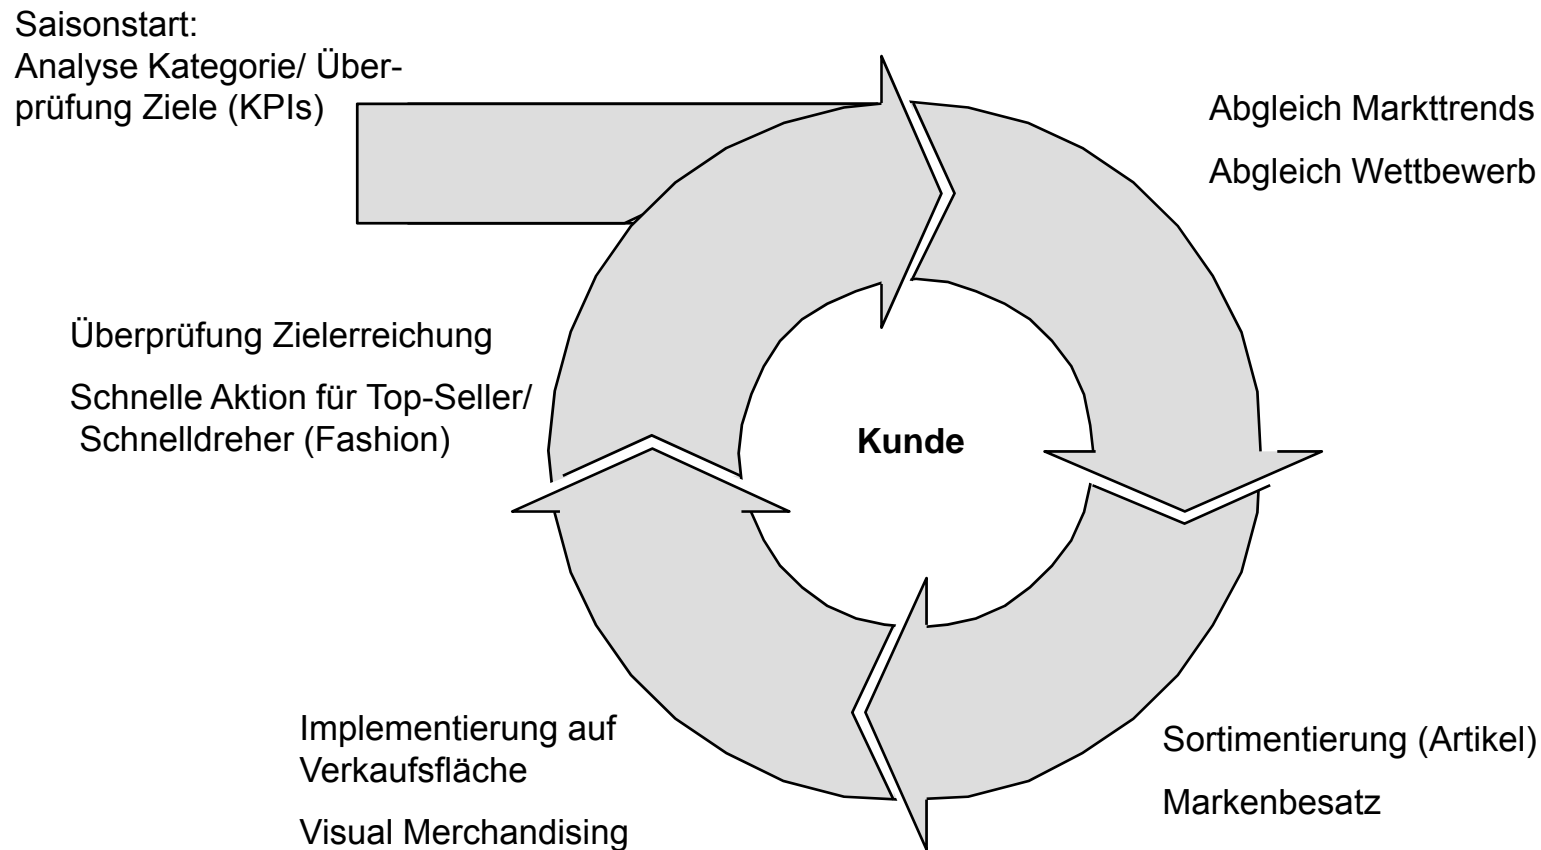 Saisonstart:
Analyse Kategorie/ Über-
prüfung Ziele (KPIs)
Abgleich Markttrends
Abgleich Wettbewerb
Überprüfung Zielerreichung
Schnelle Aktion für Top-Seller/
Schnelldreher (Fashion)
Kunde
Implementierung auf
Verkaufsfläche
Visual Merchandising
Sortimentierung (Artikel)
Markenbesatz